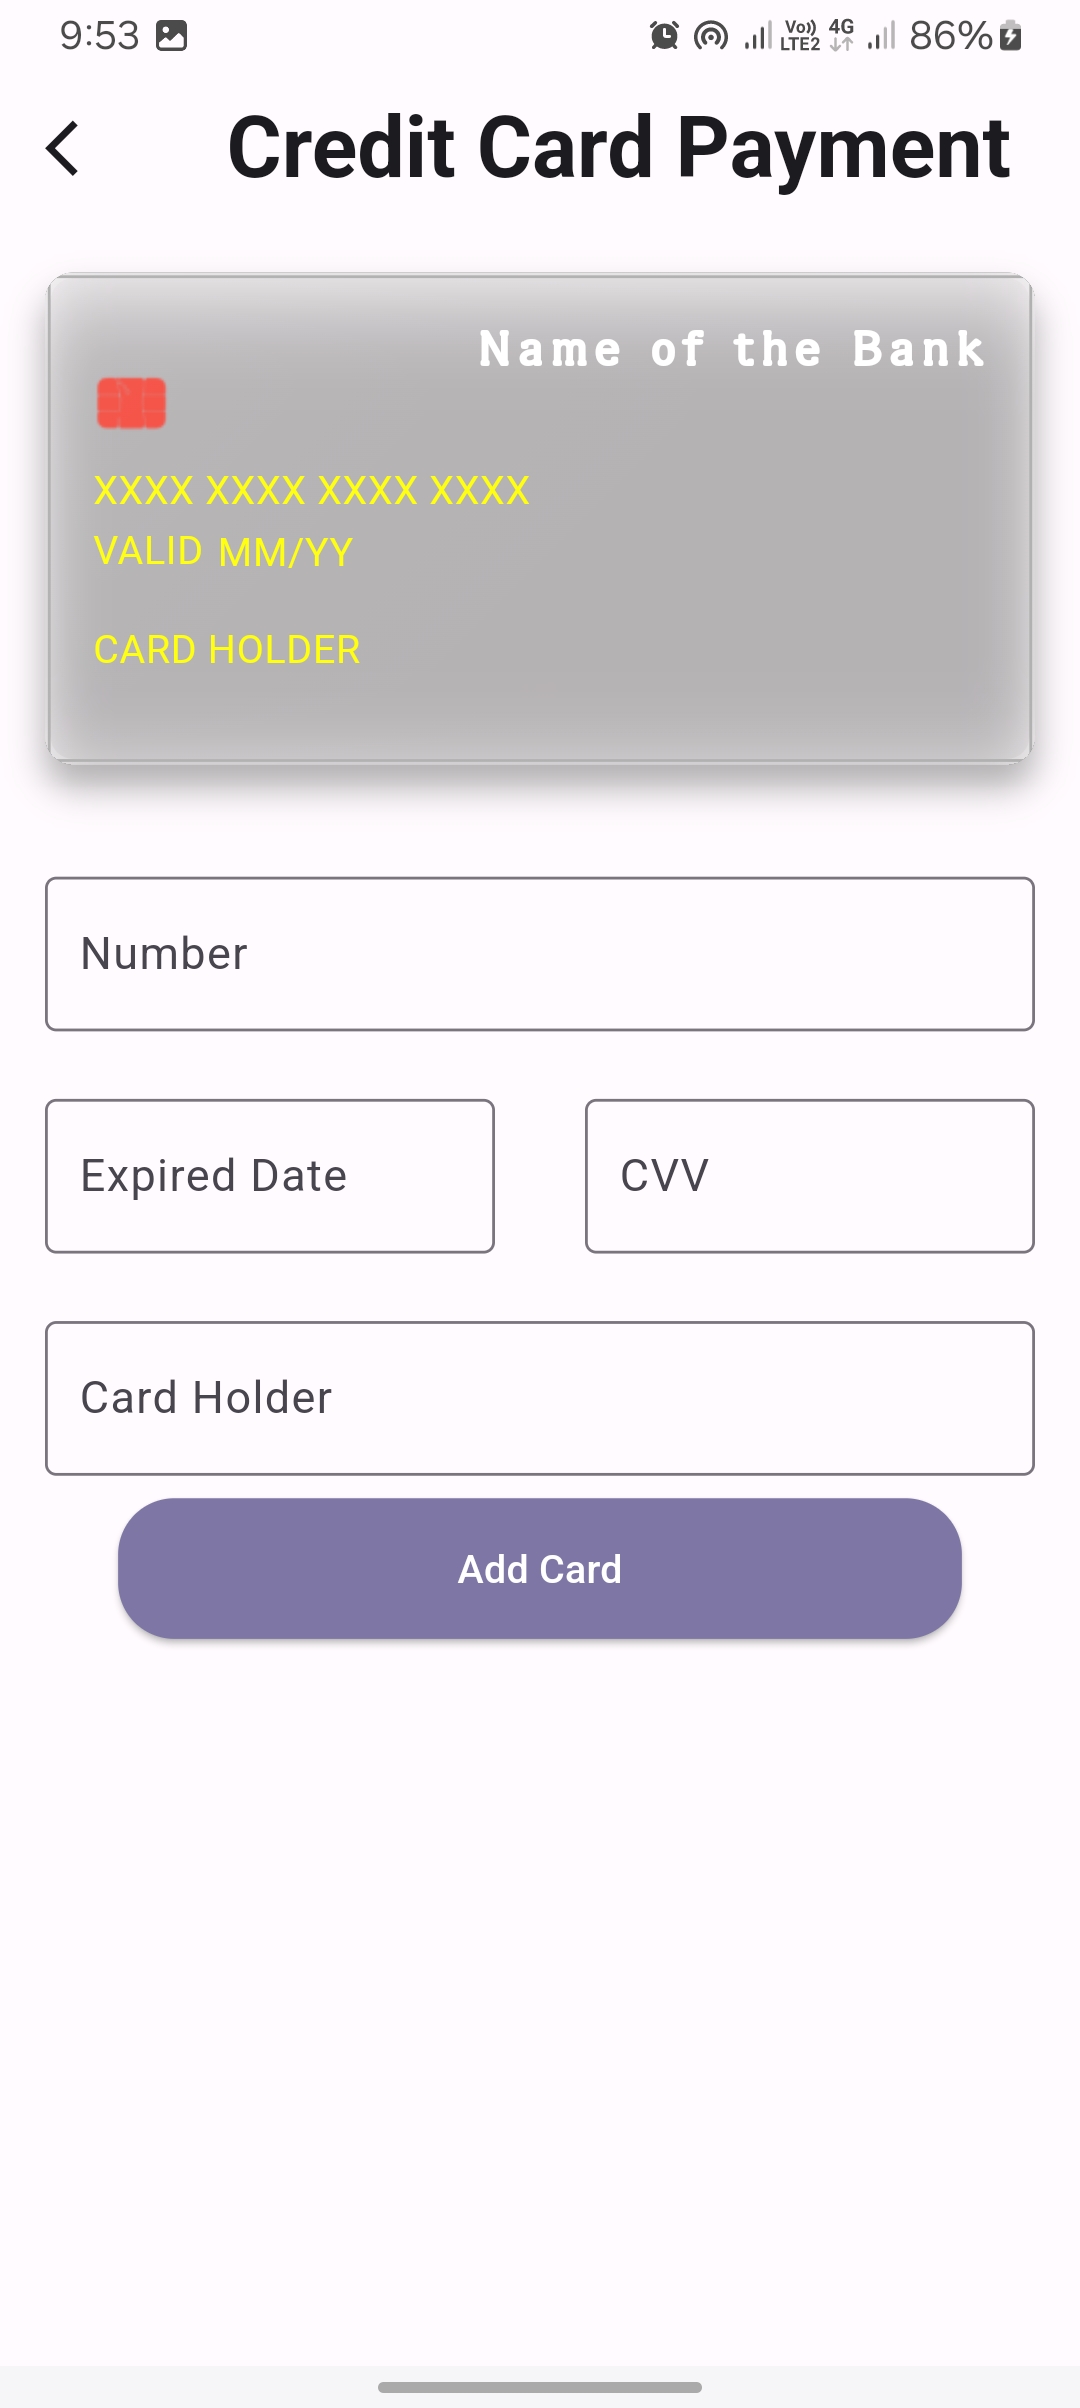 9:53 Vo)) LTE2 4G 86%
Credit Card Payment
Name of the Bank
XXXX XXXX XXXX XXXX
VALID MM/YY
CARD HOLDER
Number
Expired Date CVV
Card Holder
Add Card